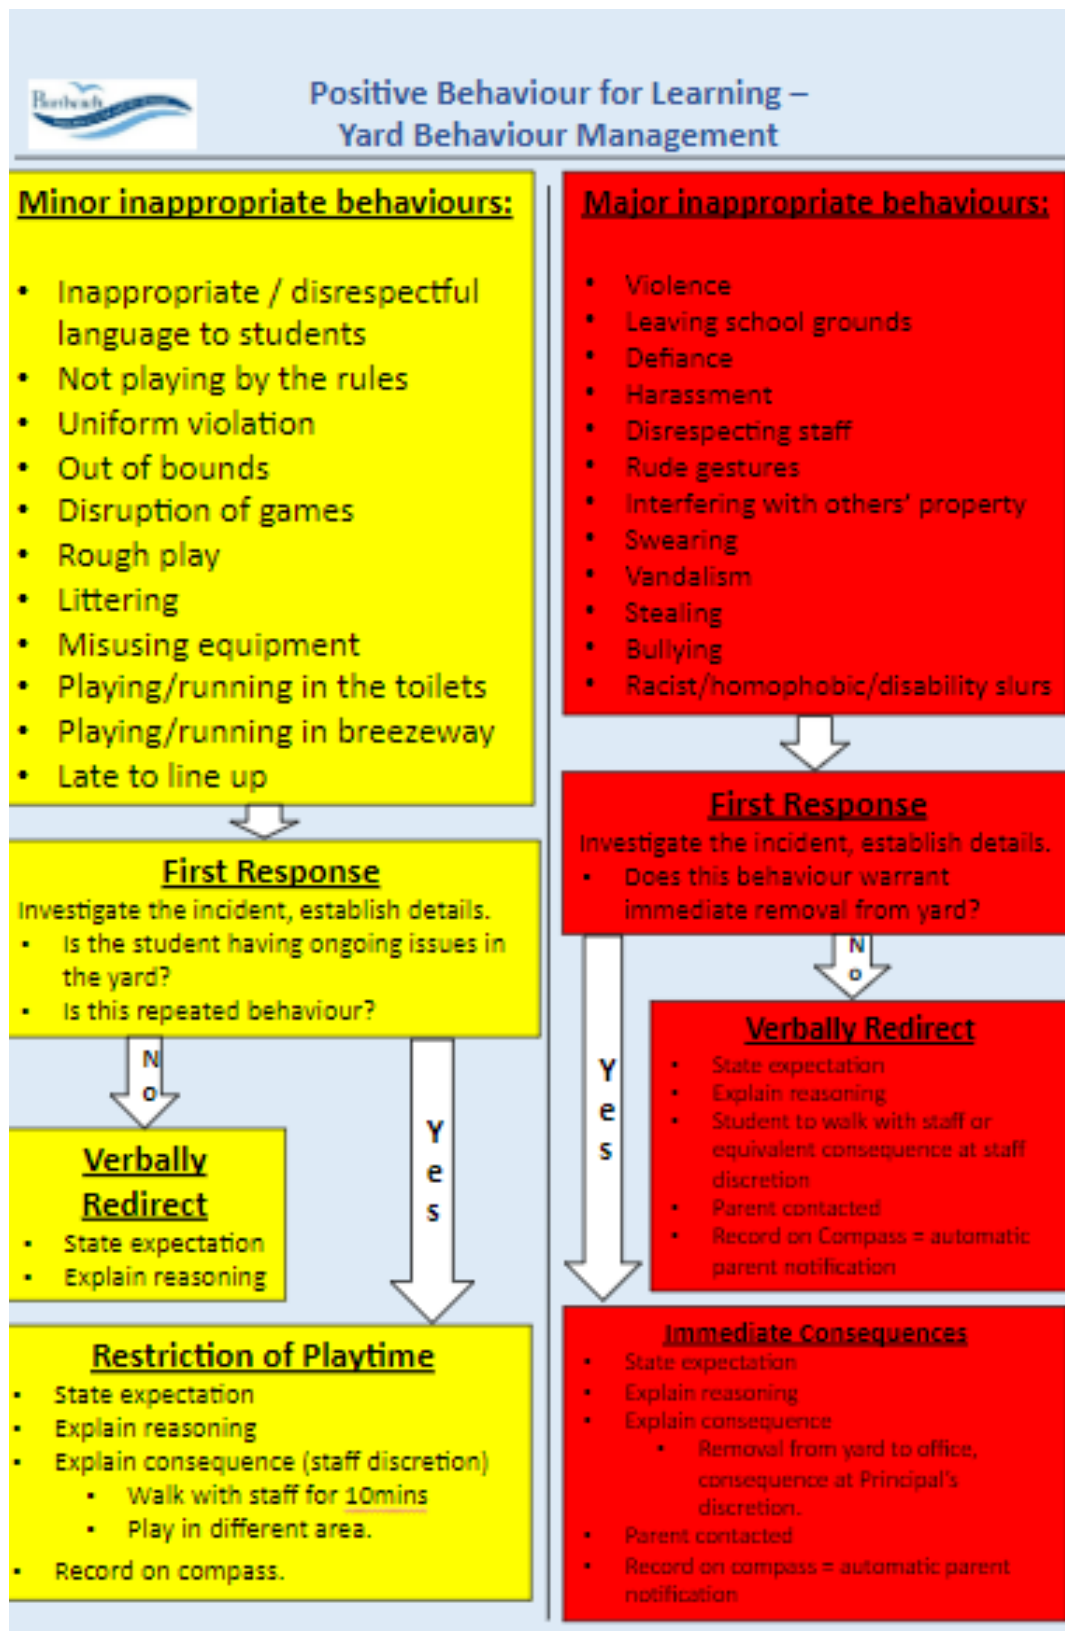 Positive Behaviour for Learning –
Yard Behaviour Management
Minor inappropriate behaviours:
• Inappropriate / disrespectful
language to students
• Not playing by the rules
• Uniform violation
• Out of bounds
• Disruption of games
• Rough play
• Littering
• Misusing equipment
• Playing/running in the toilets
• Playing/running in breezeway
• Late to line up
First Response
Investigate the incident, establish details.
• Is the student having ongoing issues in
the yard?
• Is this repeated behaviour?
No
Yes
Verbally
Redirect
• State expectation
• Explain reasoning
Restriction of Playtime
• State expectation
• Explain reasoning
• Explain consequence (staff discretion)
• Walk with staff for 10mins
• Play in different area.
• Record on compass.
Major inappropriate behaviours:
• Violence
• Leaving school grounds
• Defiance
• Harassment
• Disrespecting staff
• Rude gestures
• Interfering with others’ property
• Swearing
• Vandalism
• Stealing
• Bullying
• Racist/homophobic/disability slurs
First Response
Investigate the incident, establish details.
• Does this behaviour warrant
immediate removal from yard?
No
Yes
Verbally Redirect
• State expectation
• Explain reasoning
• Student to walk with staff or
equivalent consequence at staff
discretion
• Parent contacted
• Record on Compass = automatic
parent notification
Immediate Consequences
• State expectation
• Explain reasoning
• Explain consequence
• Removal from yard to office,
consequence at Principal’s
discretion.
• Parent contacted
• Record on compass = automatic parent
notification